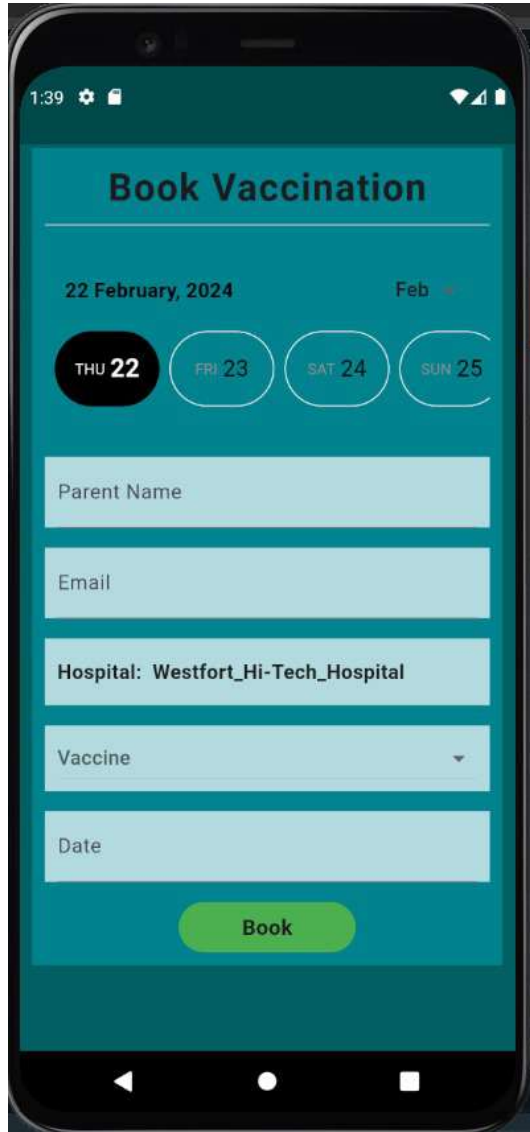 1:39
Book Vaccination
22 February, 2024 Feb
THU 22 FRI 23 SAT 24 SUN 25
Parent Name
Email
Hospital: Westfort_Hi-Tech_Hospital
Vaccine
Date
Book